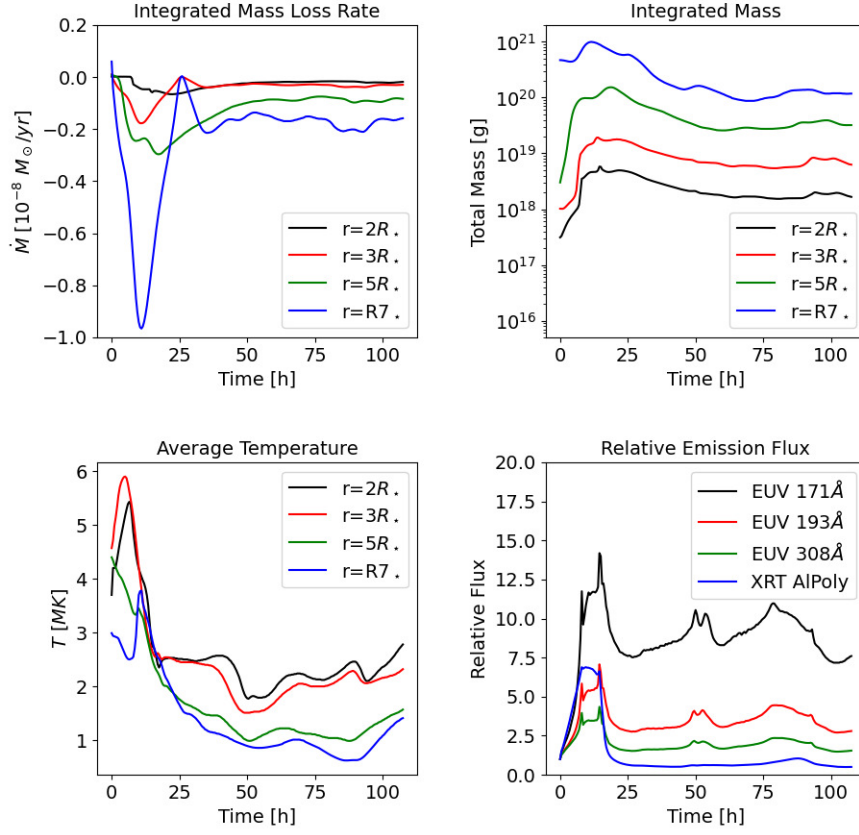 Integrated Mass Loss Rate
0.2
0.0
−0.2
−0.4
−0.6
−0.8
−1.0
Ṁ [10⁻⁸ M⊙/yr]
r=2R⋆
r=3R⋆
r=5R⋆
r=R7⋆
0 25 50 75 100
Time [h]
Integrated Mass
10²¹
10²⁰
10¹⁹
10¹⁸
10¹⁷
10¹⁶
Total Mass [g]
r=2R⋆
r=3R⋆
r=5R⋆
r=R7⋆
0 25 50 75 100
Time [h]
Average Temperature
6
5
4
3
2
1
T [MK]
r=2R⋆
r=3R⋆
r=5R⋆
r=R7⋆
0 25 50 75 100
Time [h]
Relative Emission Flux
20.0
17.5
15.0
12.5
10.0
7.5
5.0
2.5
0.0
Relative Flux
EUV 171Å
EUV 193Å
EUV 308Å
XRT AlPoly
0 25 50 75 100
Time [h]